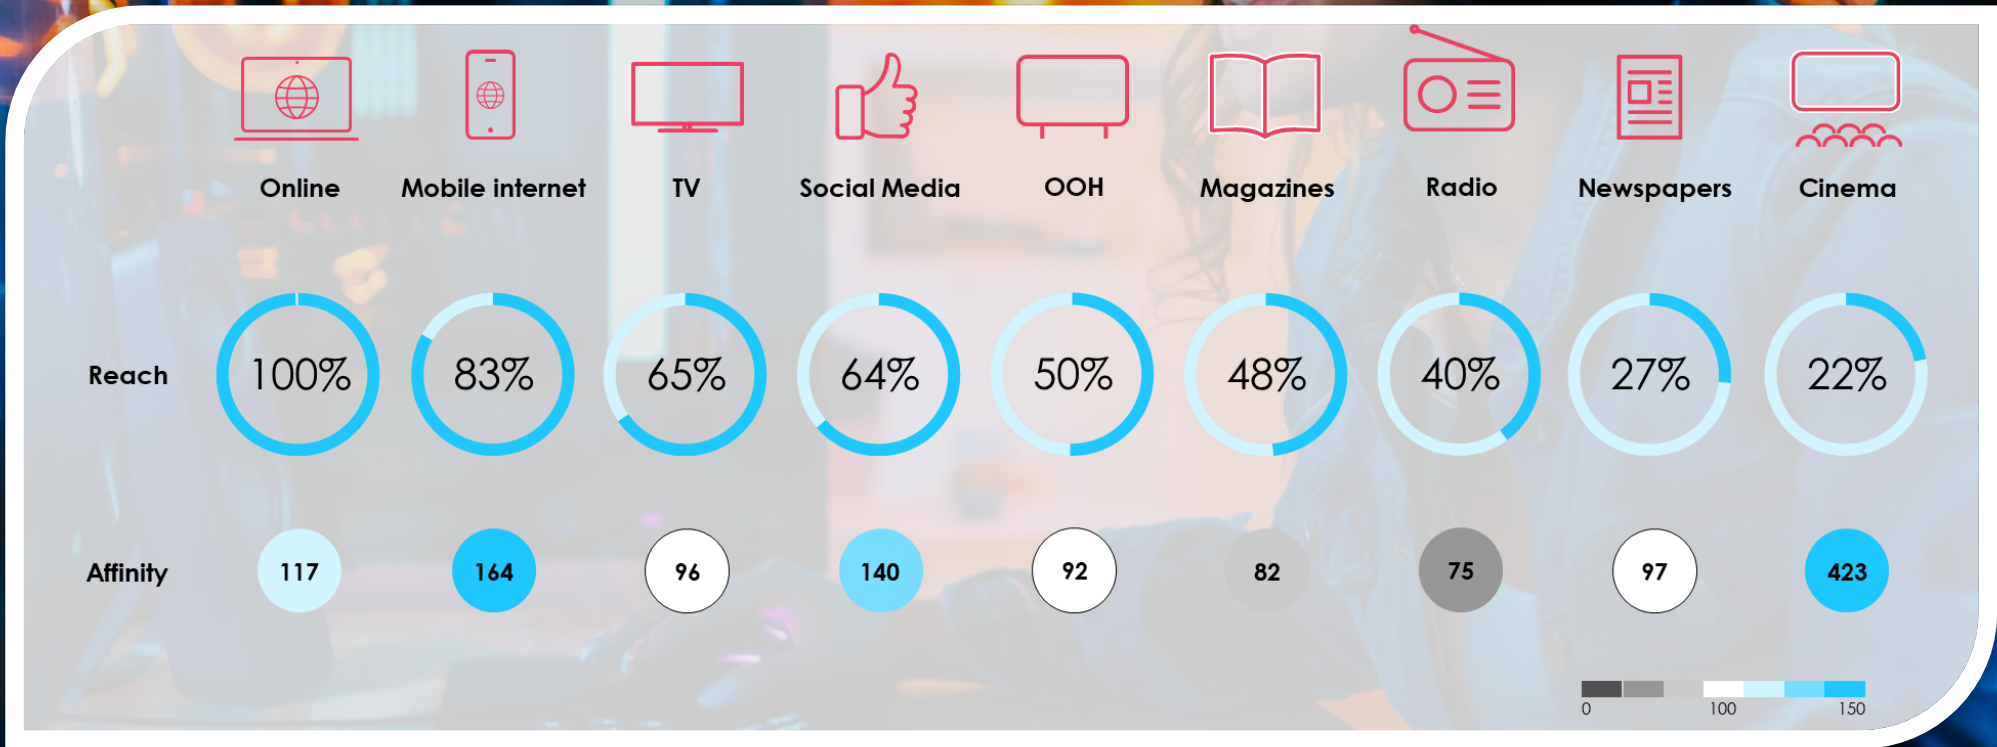 Online Mobile internet TV Social Media OOH Magazines Radio Newspapers Cinema
Reach 100% 83% 65% 64% 50% 48% 40% 27% 22%
Affinity 117 164 96 140 92 82 75 97 423
0 100 150